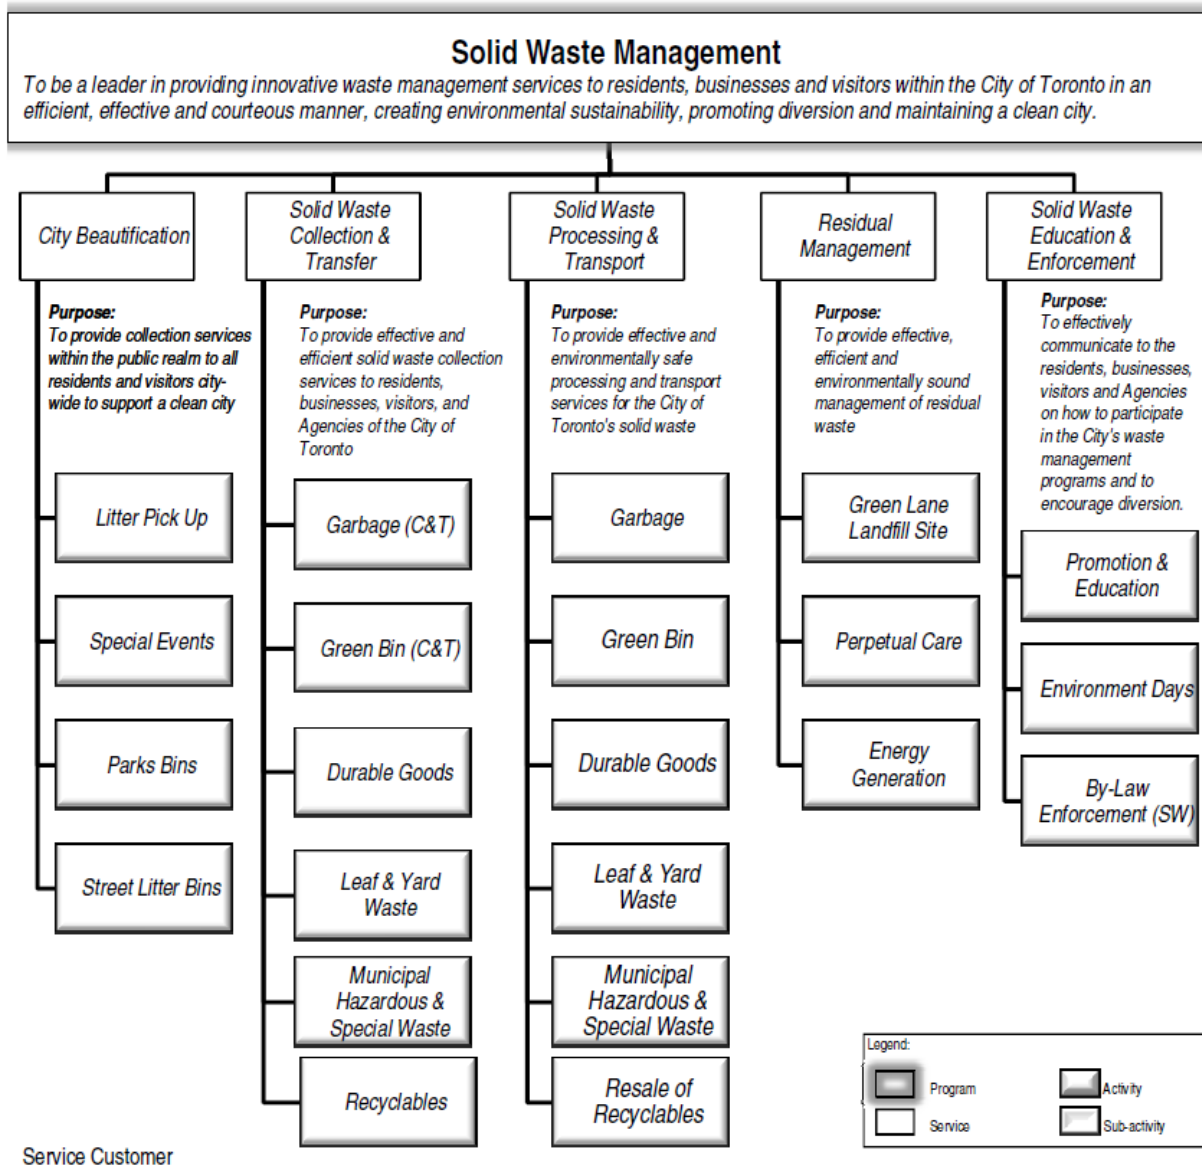 Solid Waste Management
To be a leader in providing innovative waste management services to residents, businesses and visitors within the City of Toronto in an
efficient, effective and courteous manner, creating environmental sustainability, promoting diversion and maintaining a clean city.
City Beautification
Purpose:
To provide collection services
within the public realm to all
residents and visitors city-
wide to support a clean city
Litter Pick Up
Special Events
Parks Bins
Street Litter Bins
Solid Waste
Collection &
Transfer
Purpose:
To provide effective and
efficient solid waste collection
services to residents,
businesses, visitors, and
Agencies of the City of
Toronto
Garbage (C&T)
Green Bin (C&T)
Durable Goods
Leaf & Yard
Waste
Municipal
Hazardous &
Special Waste
Recyclables
Solid Waste
Processing &
Transport
Purpose:
To provide effective and
environmentally safe
processing and transport
services for the City of
Toronto's solid waste
Garbage
Green Bin
Durable Goods
Leaf & Yard
Waste
Municipal
Hazardous &
Special Waste
Resale of
Recyclables
Residual
Management
Purpose:
To provide effective,
efficient and
environmentally sound
management of residual
waste
Green Lane
Landfill Site
Perpetual Care
Energy
Generation
Solid Waste
Education &
Enforcement
Purpose:
To effectively
communicate to the
residents, businesses,
visitors and Agencies
on how to participate
in the City's waste
management
programs and to
encourage diversion.
Promotion &
Education
Environment Days
By-Law
Enforcement (SW)
Legend:
Program
Activity
Service
Sub-activity
Service Customer